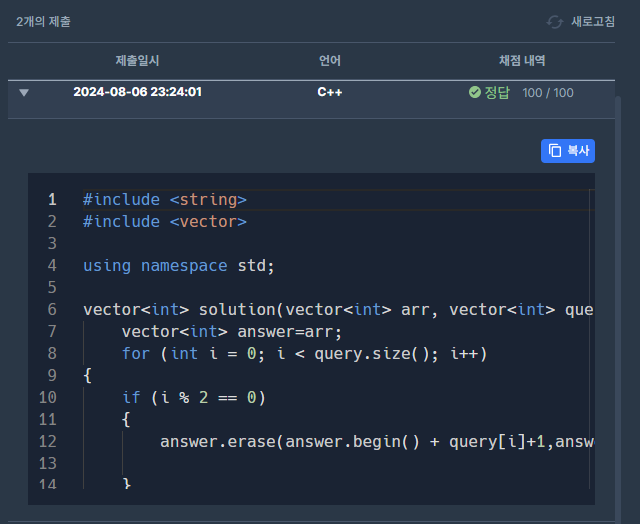 2개의 제출
새로고침
제출일시 언어 채점 내역
2024-08-06 23:24:01 C++ 정답 100 / 100
복사
1 #include <string>
2 #include <vector>
3
4 using namespace std;
5
6 vector<int> solution(vector<int> arr, vector<int> que
7 vector<int> answer=arr;
8 for (int i = 0; i < query.size(); i++)
9 {
10 if (i % 2 == 0)
11 {
12 answer.erase(answer.begin() + query[i]+1,answ
13
14 }